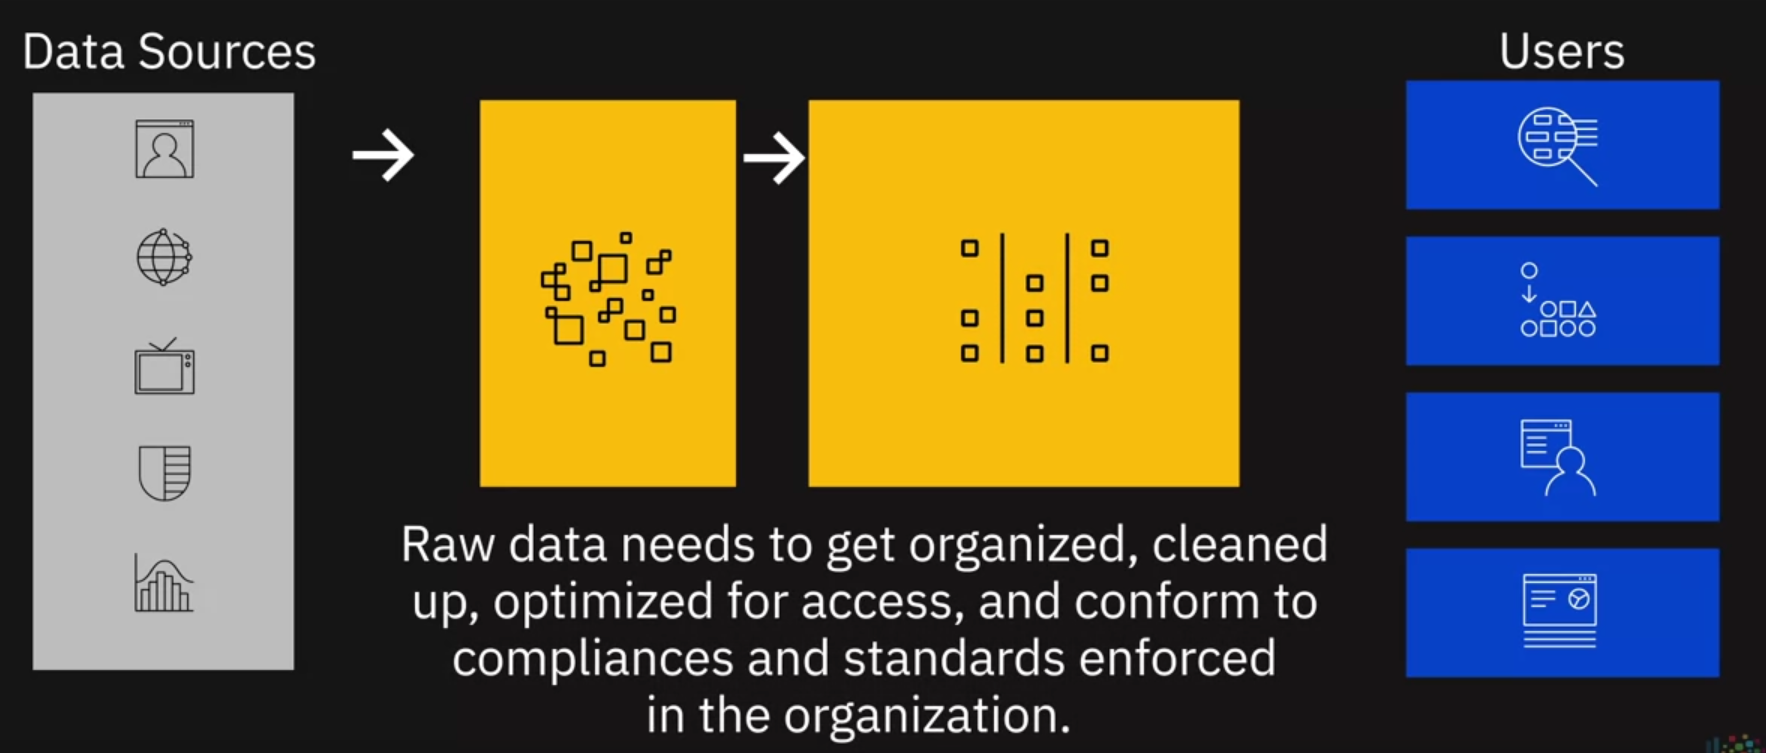 Data Sources
Users
Raw data needs to get organized, cleaned
up, optimized for access, and conform to
compliances and standards enforced
in the organization.